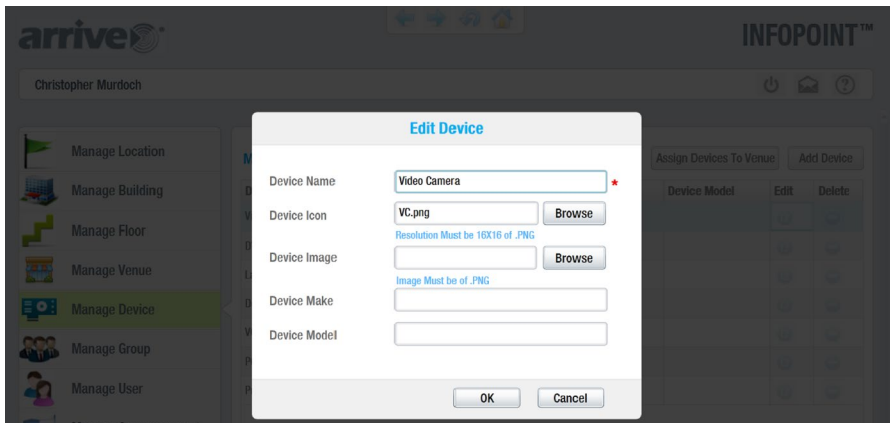 arrive
INFOPOINT™
Christopher Murdoch
Edit Device
Manage Location
Assign Devices To Venue
Add Device
Device Name
Video Camera
*
Manage Building
Device Model
Edit
Delete
Device Icon
VC.png
Browse
Resolution Must be 16X16 of .PNG
Manage Floor
Device Image
Browse
Image Must be of .PNG
Manage Venue
Device Make
Manage Device
Device Model
Manage Group
Manage User
OK
Cancel